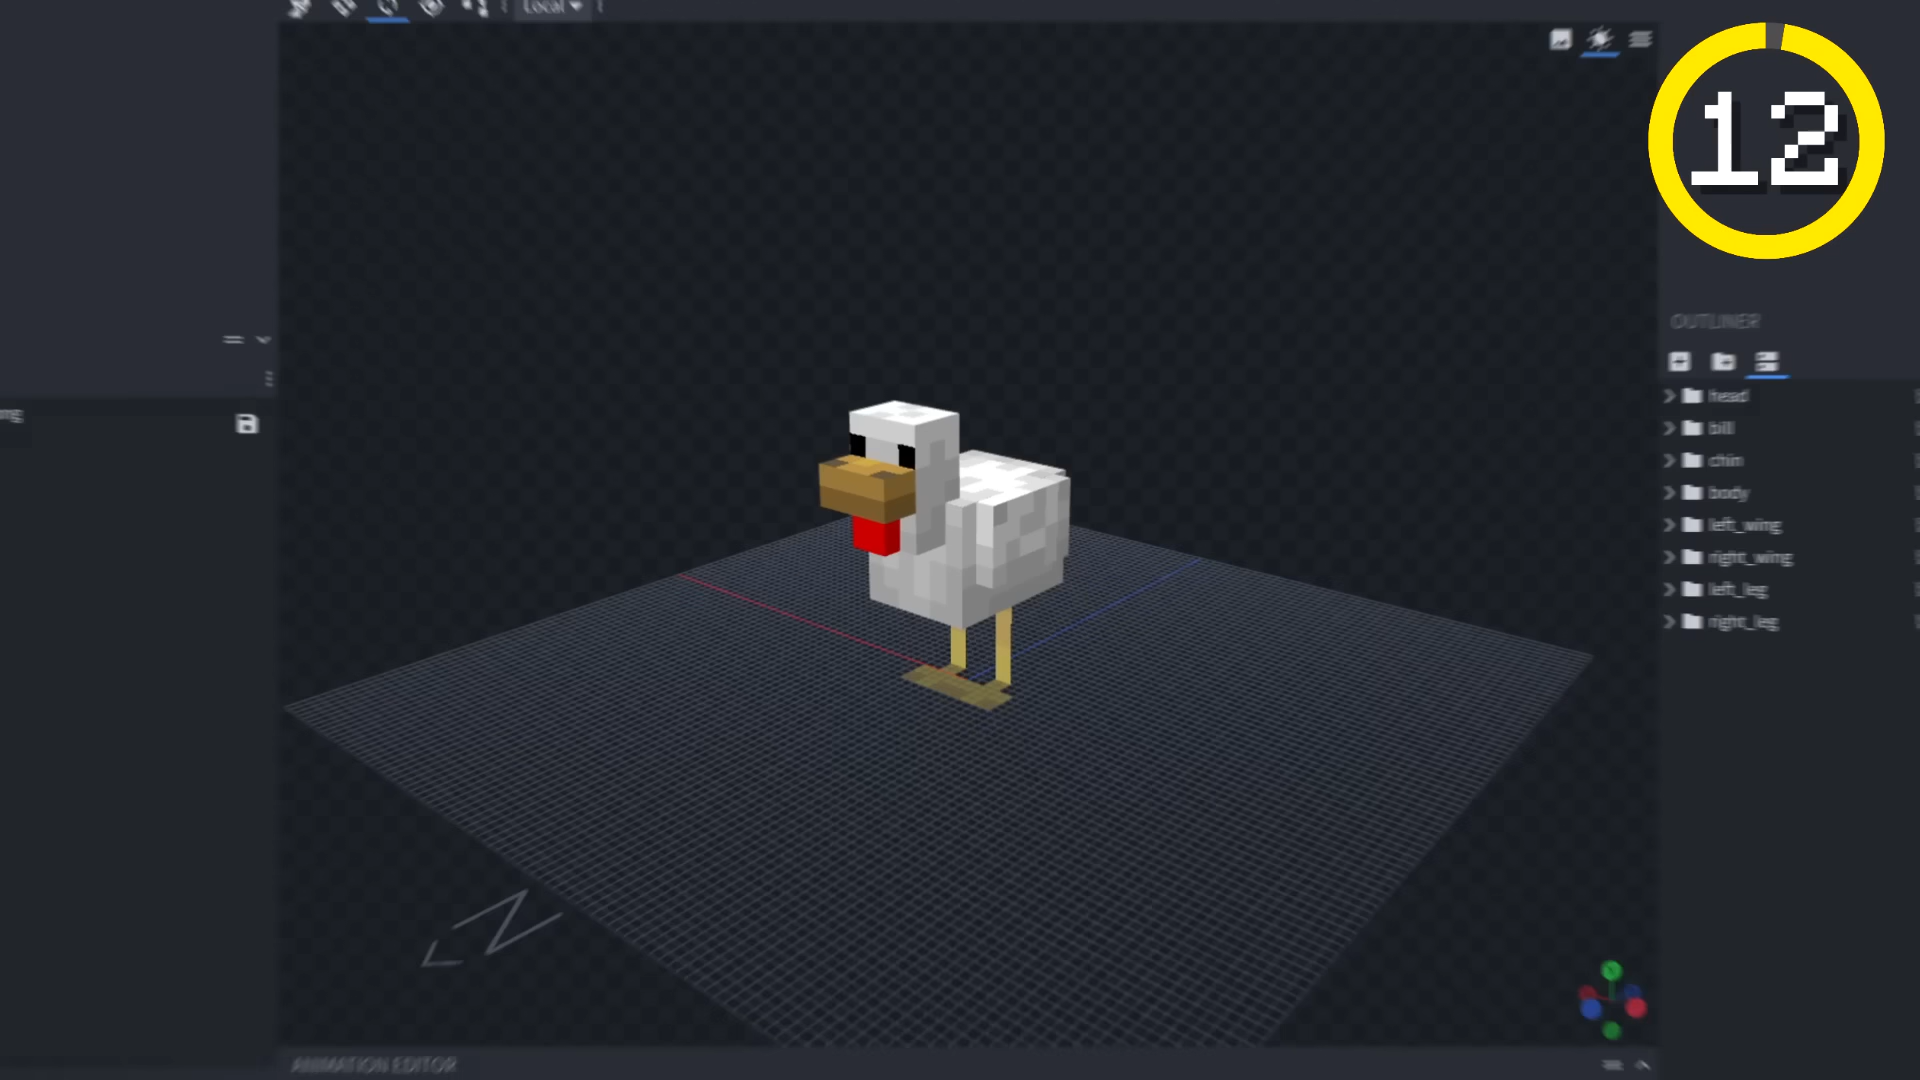 Local
12
OUTLINER
head
bill
chin
body
left_wing
right_wing
left_leg
right_leg
N
ANIMATION EDITOR